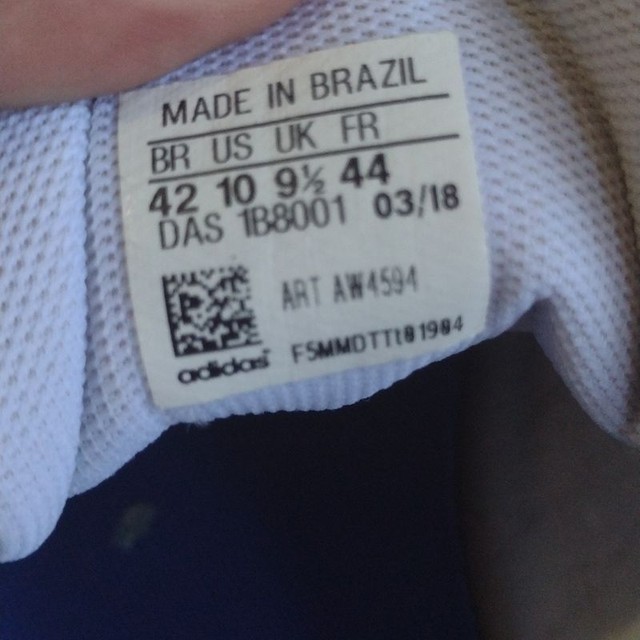 MADE IN BRAZIL
BR US UK FR
42 10 9½ 44
DAS 1B8001 03/18
ART AW4594
adidas F5MMDTTL01984